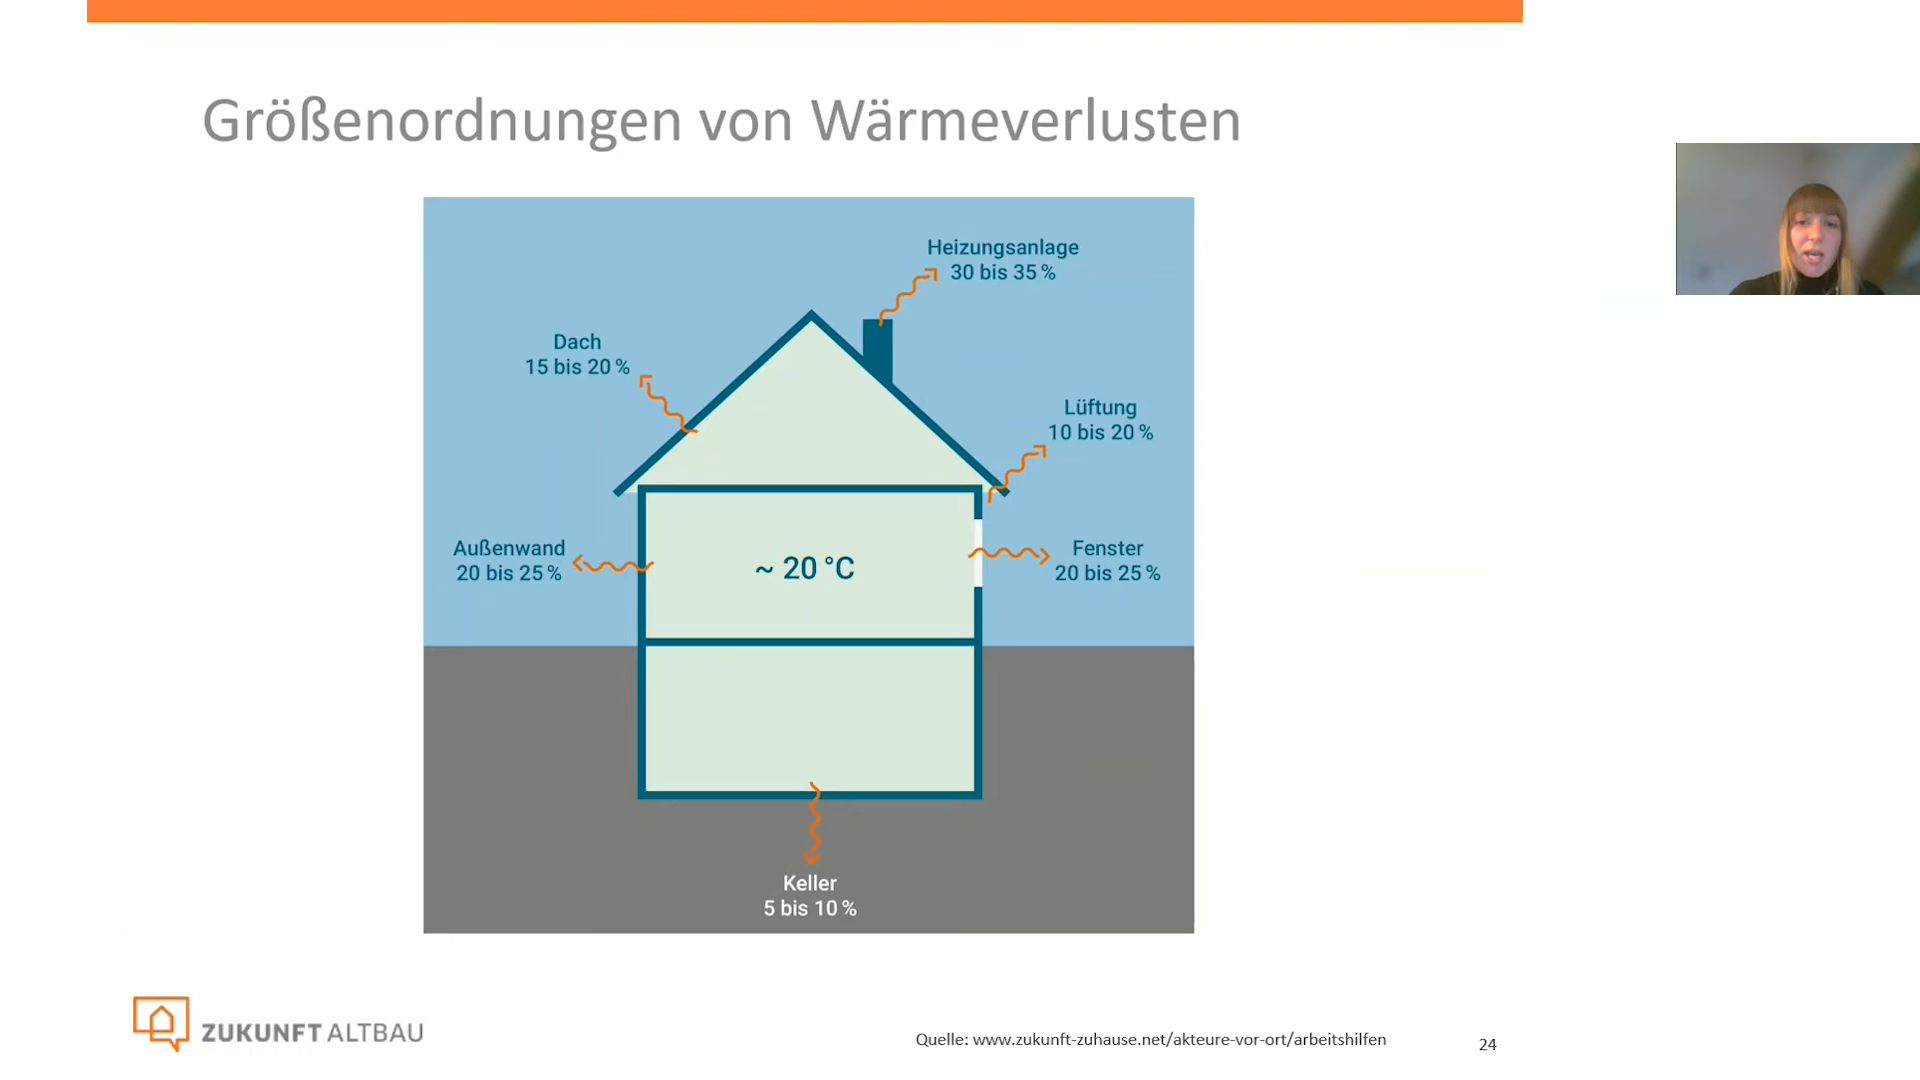 Größenordnungen von Wärmeverlusten
Heizungsanlage
30 bis 35 %
Dach
15 bis 20 %
Lüftung
10 bis 20 %
Außenwand
20 bis 25 %
~ 20 °C
Fenster
20 bis 25 %
Keller
5 bis 10 %
ZUKUNFT ALTBAU
Quelle: www.zukunft-zuhause.net/akteure-vor-ort/arbeitshilfen
24